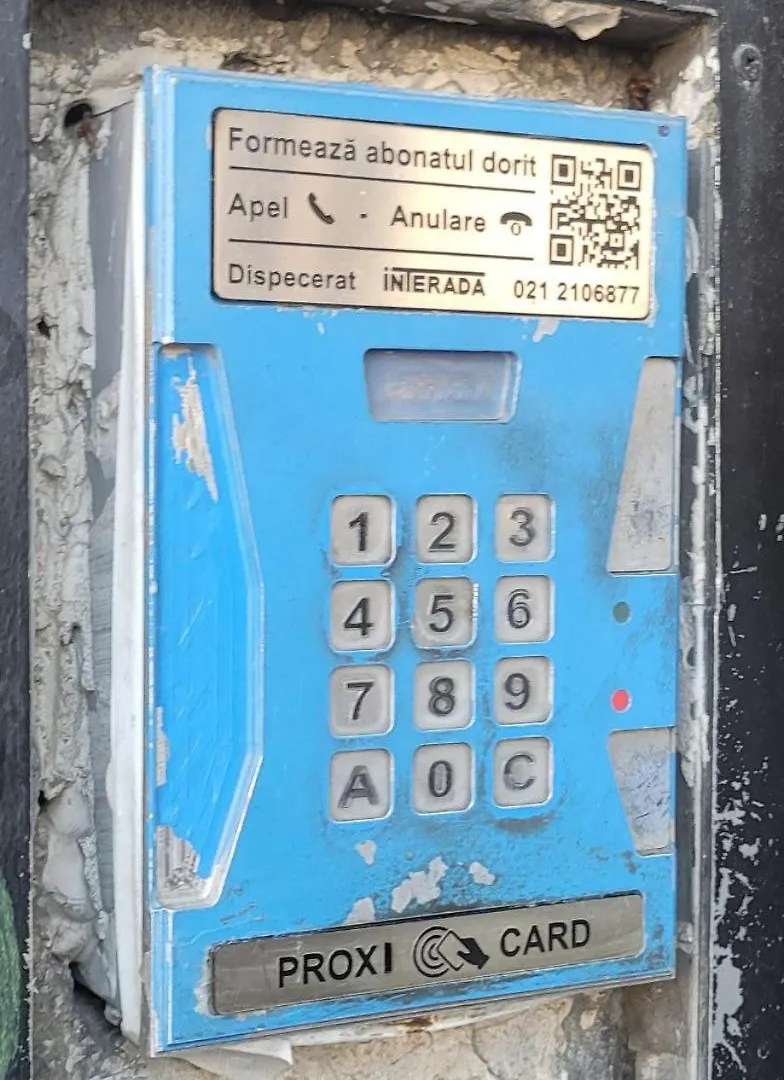 Formează abonatul dorit
Apel - Anulare
Dispecerat iNTERADA 021 2106877
1 2 3
4 5 6
7 8 9
A 0 C
PROXI CARD